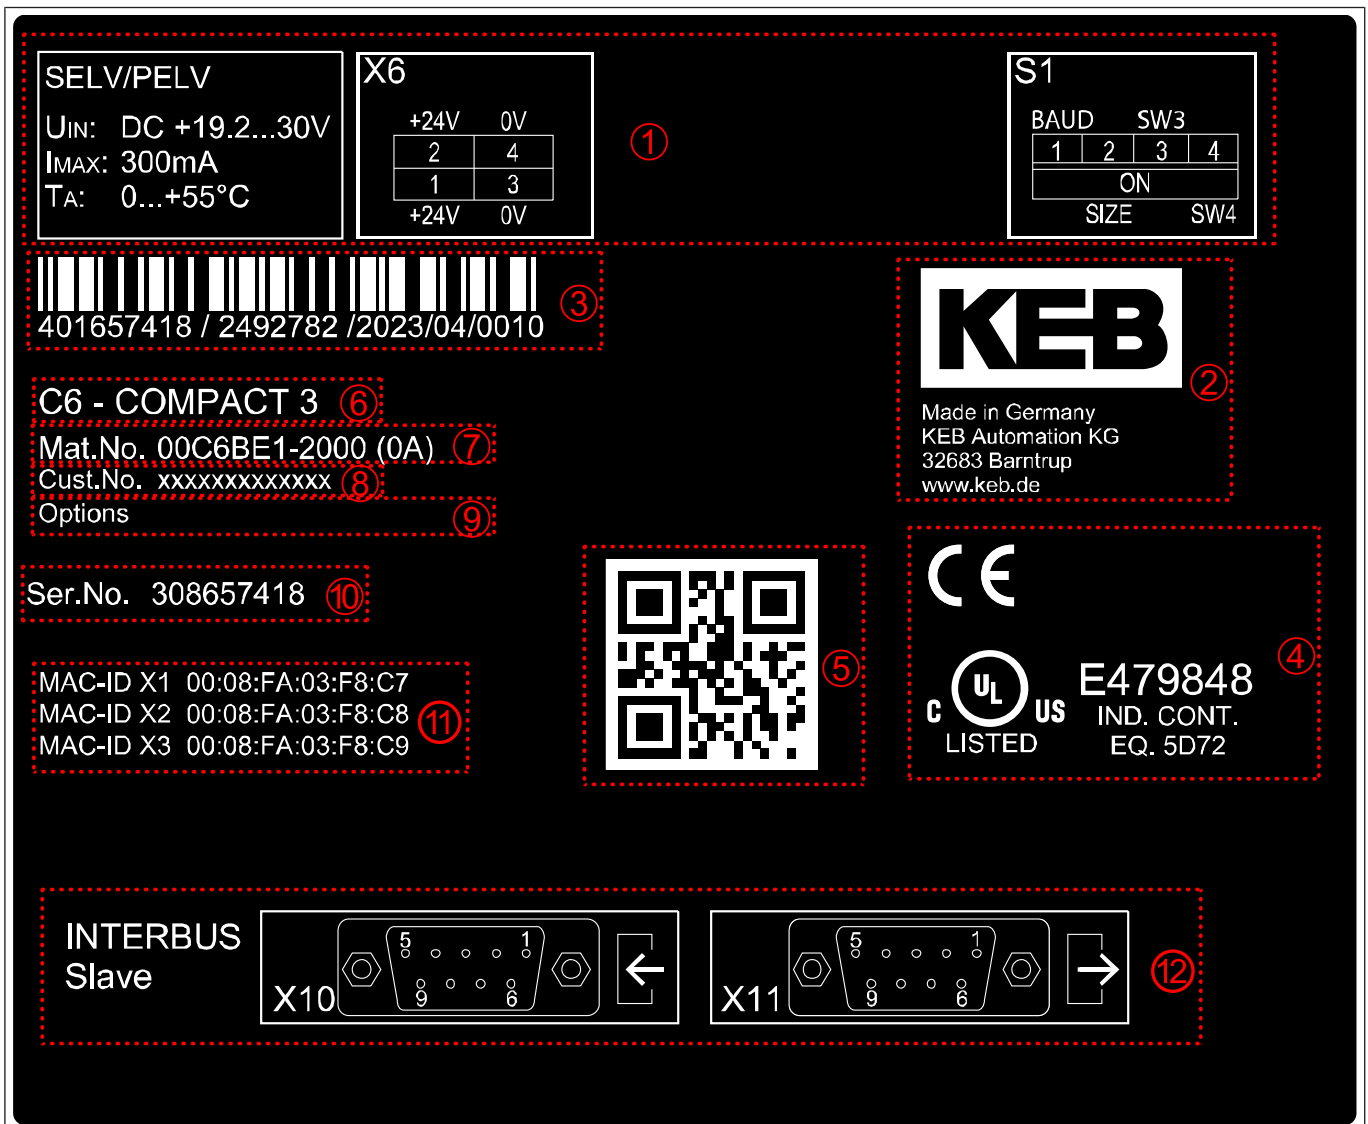 SELV/PELV
UIN: DC +19.2...30V
IMAX: 300mA
TA: 0...+55°C
X6
+24V 0V
2 4
1 3
+24V 0V
①
S1
BAUD SW3
1 2 3 4
ON
SIZE SW4
401657418 / 2492782 /2023/04/0010
③
KEB
Made in Germany
KEB Automation KG
32683 Barntrup
www.keb.de
②
C6 - COMPACT 3 ⑥
Mat.No. 00C6BE1-2000 (0A) ⑦
Cust.No. xxxxxxxxxxxxx ⑧
Options ⑨
Ser.No. 308657418 ⑩
MAC-ID X1 00:08:FA:03:F8:C7
MAC-ID X2 00:08:FA:03:F8:C8
MAC-ID X3 00:08:FA:03:F8:C9
⑪
⑤
CE
C UL US
LISTED
E479848
IND. CONT.
EQ. 5D72
④
INTERBUS
Slave
X10
5 1
9 6
X11
5 1
9 6
⑫